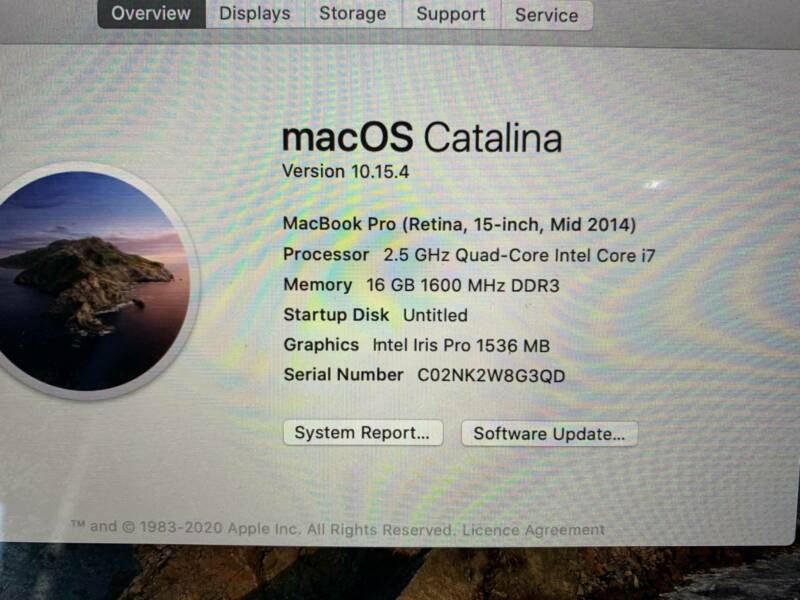 Overview Displays Storage Support Service
macOS Catalina
Version 10.15.4
MacBook Pro (Retina, 15-inch, Mid 2014)
Processor 2.5 GHz Quad-Core Intel Core i7
Memory 16 GB 1600 MHz DDR3
Startup Disk Untitled
Graphics Intel Iris Pro 1536 MB
Serial Number C02NK2W8G3QD
System Report... Software Update...
™ and © 1983-2020 Apple Inc. All Rights Reserved. Licence Agreement